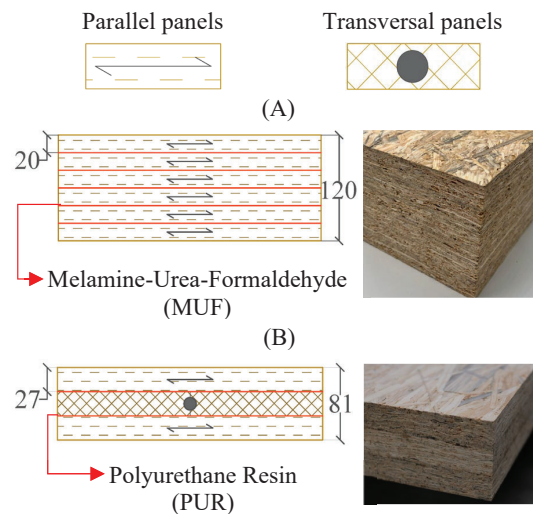 Parallel panels
Transversal panels
(A)
20
120
Melamine-Urea-Formaldehyde
(MUF)
(B)
27
81
Polyurethane Resin
(PUR)